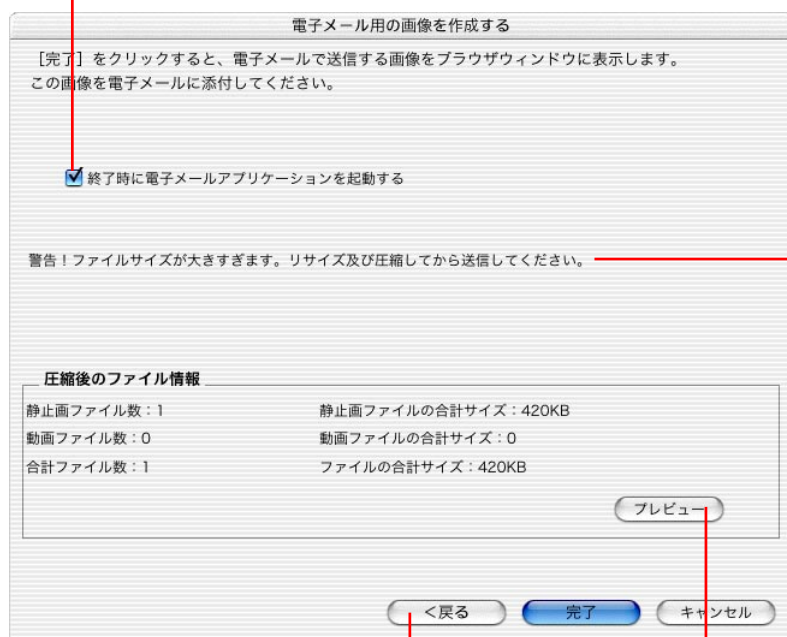 電子メール用の画像を作成する
[完了]をクリックすると、電子メールで送信する画像をブラウザウィンドウに表示します。
この画像を電子メールに添付してください。
終了時に電子メールアプリケーションを起動する
警告！ファイルサイズが大きすぎます。リサイズ及び圧縮してから送信してください。
圧縮後のファイル情報
静止画ファイル数：1 静止画ファイルの合計サイズ：420KB
動画ファイル数：0 動画ファイルの合計サイズ：0
合計ファイル数：1 ファイルの合計サイズ：420KB
プレビュー
<戻る 完了 キャンセル